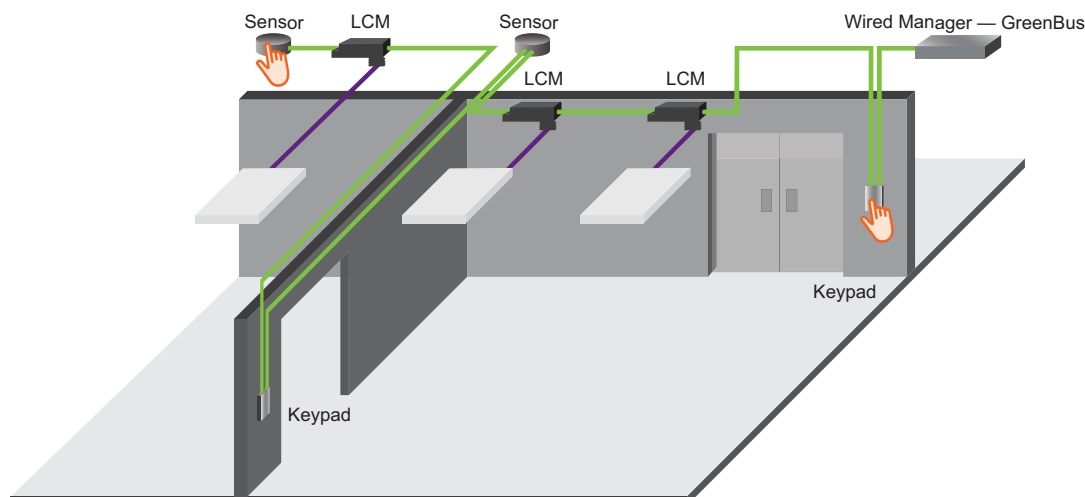 Sensor
LCM
Sensor
Wired Manager — GreenBus
LCM
LCM
Keypad
Keypad